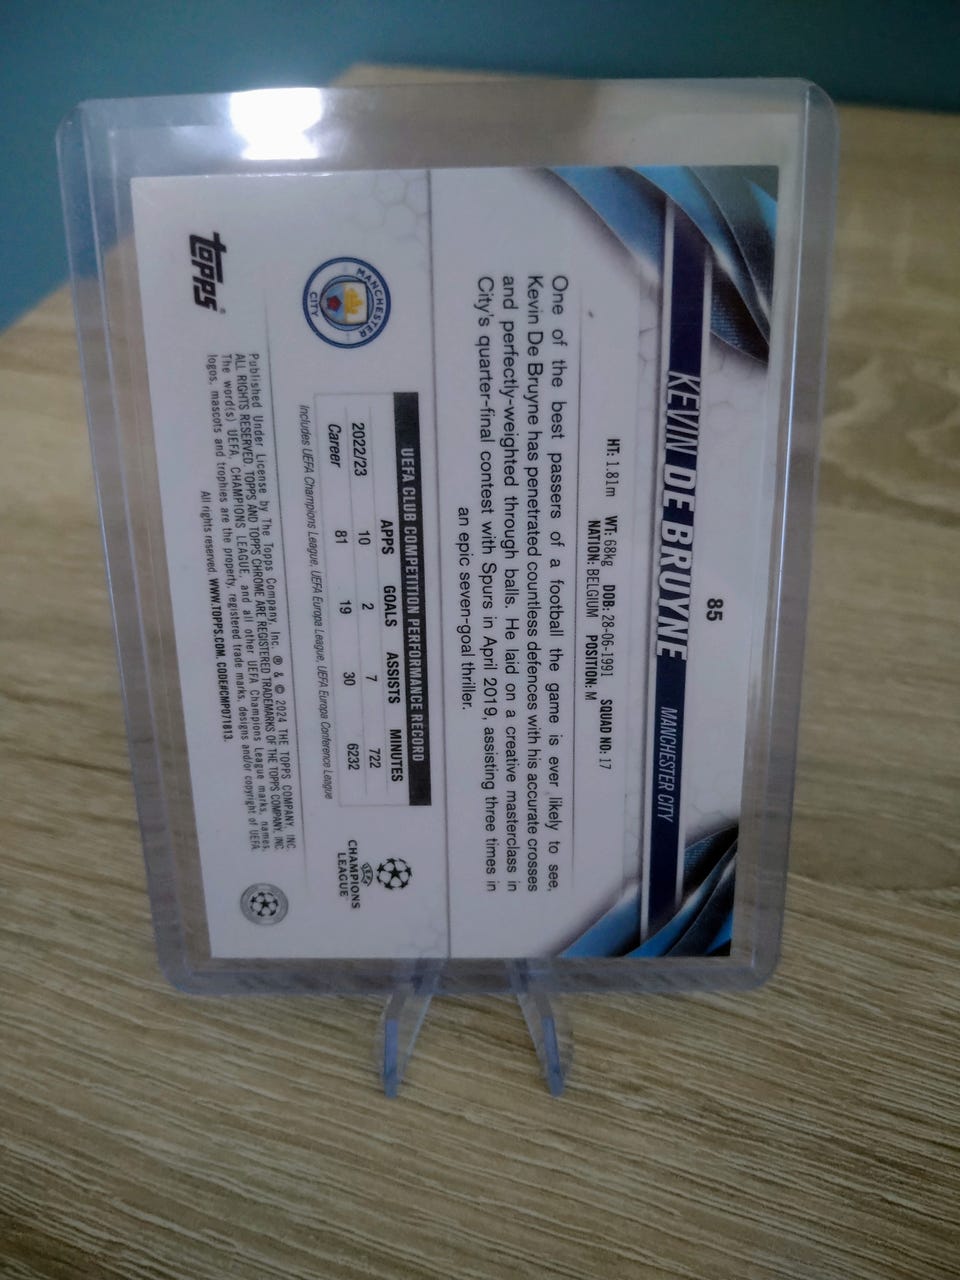 85
KEVIN DE BRUYNE MANCHESTER CITY
HT: 1.81m WT: 68kg DOB: 28-06-1991 SQUAD NO: 17
NATION: BELGIUM POSITION: M
One of the best passers of a football the game is ever likely to see,
Kevin De Bruyne has penetrated countless defences with his accurate crosses
and perfectly-weighted through balls. He laid on a creative masterclass in
City's quarter-final contest with Spurs in April 2019, assisting three times in
an epic seven-goal thriller.
MANCHESTER
CITY
UEFA CLUB COMPETITION PERFORMANCE RECORD
APPS GOALS ASSISTS MINUTES
2022/23 10 2 7 722
Career 81 19 30 6232
Includes UEFA Champions League, UEFA Europa League, UEFA Europa Conference League
UEFA
CHAMPIONS
LEAGUE
topps®
Published Under License by The Topps Company, Inc. ® & © 2024 THE TOPPS COMPANY, INC.
ALL RIGHTS RESERVED. TOPPS AND TOPPS CHROME ARE REGISTERED TRADEMARKS OF THE TOPPS COMPANY, INC.
The word(s) UEFA, CHAMPIONS LEAGUE, and all other UEFA Champions League marks, names,
logos, mascots and trophies are the property, registered trade marks, designs and/or copyright of UEFA.
All rights reserved. WWW.TOPPS.COM. CODE#CMP071813.